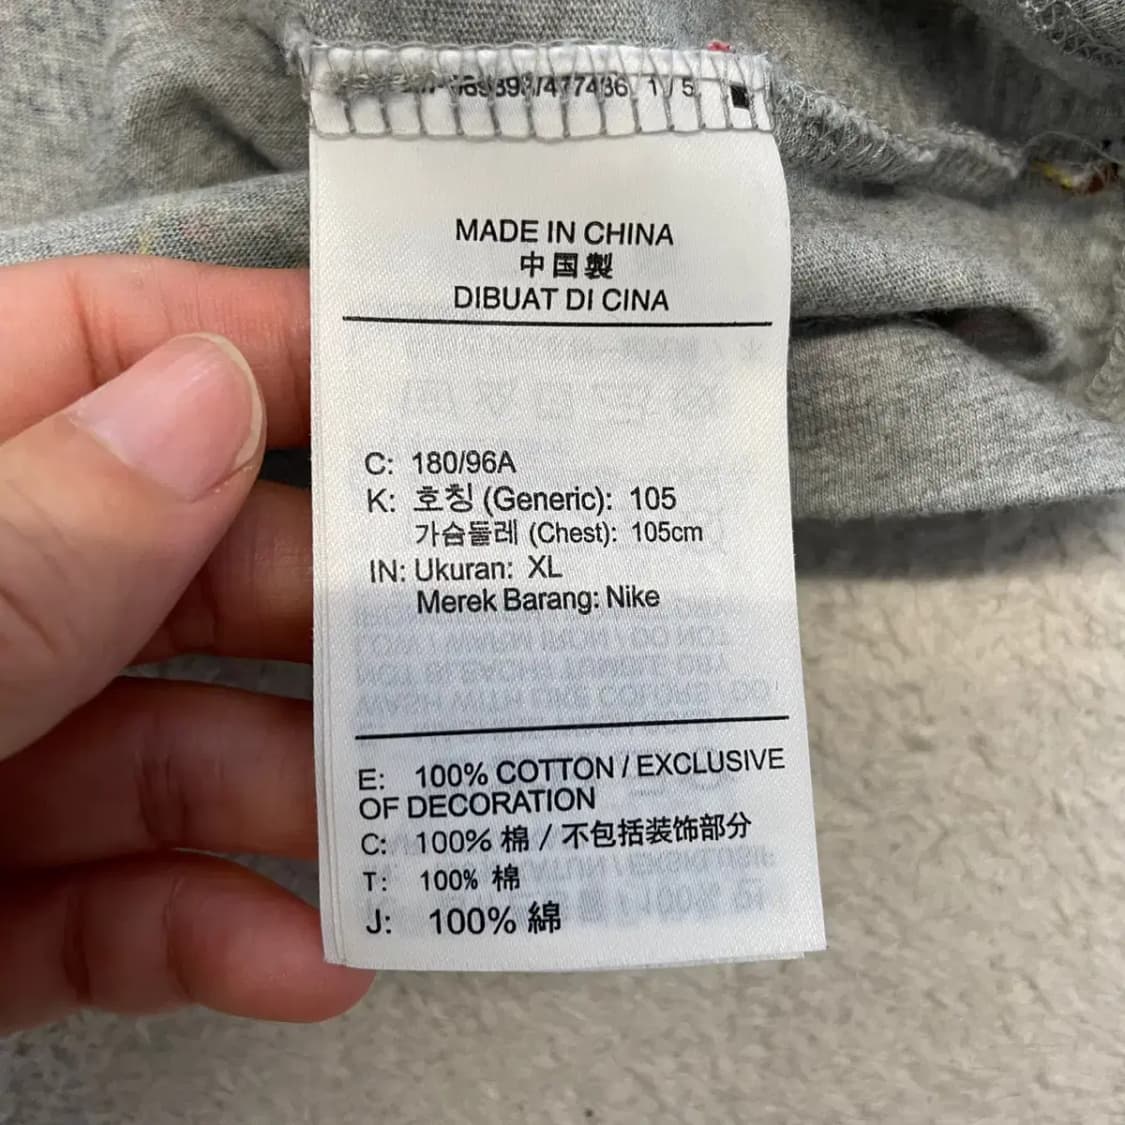 1 / 5
MADE IN CHINA
中国製
DIBUAT DI CINA
C: 180/96A
K: 호칭 (Generic): 105
가슴둘레 (Chest): 105cm
IN: Ukuran: XL
Merek Barang: Nike
E: 100% COTTON / EXCLUSIVE
OF DECORATION
C: 100% 棉 / 不包括装饰部分
T: 100% 棉
J: 100% 綿